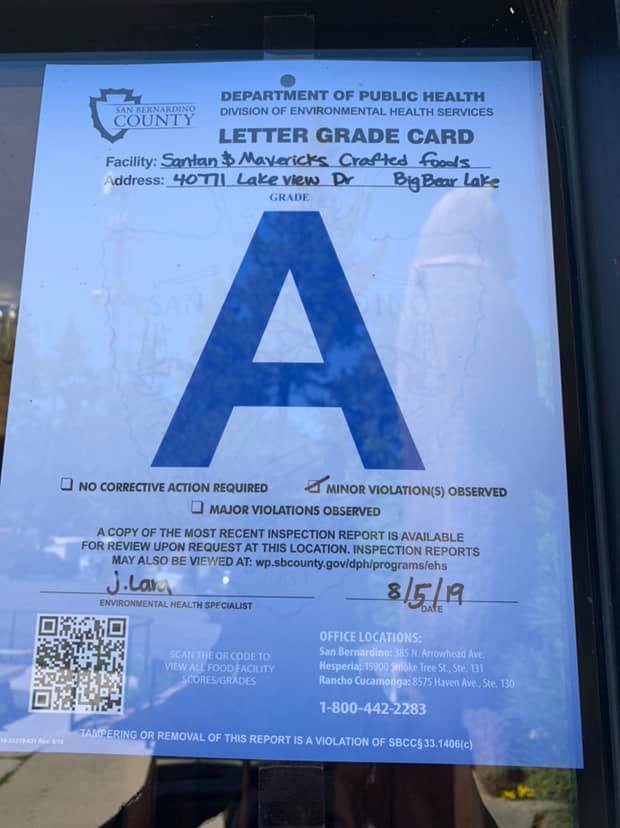 SAN BERNARDINO
COUNTY
DEPARTMENT OF PUBLIC HEALTH
DIVISION OF ENVIRONMENTAL HEALTH SERVICES
LETTER GRADE CARD
Facility: Santan $ Mavericks Crafted foods
Address: 40711 Lakeview Dr Big Bear Lake
GRADE
A
NO CORRECTIVE ACTION REQUIRED
MINOR VIOLATION(S) OBSERVED
MAJOR VIOLATIONS OBSERVED
A COPY OF THE MOST RECENT INSPECTION REPORT IS AVAILABLE
FOR REVIEW UPON REQUEST AT THIS LOCATION. INSPECTION REPORTS
MAY ALSO BE VIEWED AT: wp.sbcounty.gov/dph/programs/ehs
J. Lara
8/5/19
ENVIRONMENTAL HEALTH SPECIALIST
DATE
SCAN THE QR CODE TO
VIEW ALL FOOD FACILITY
SCORES/GRADES
OFFICE LOCATIONS:
San Bernardino: 385 N. Arrowhead Ave.
Hesperia: 15900 Smoke Tree St., Ste. 131
Rancho Cucamonga: 8575 Haven Ave., Ste. 130
1-800-442-2283
TAMPERING OR REMOVAL OF THIS REPORT IS A VIOLATION OF SBCC§ 33.1406(c)